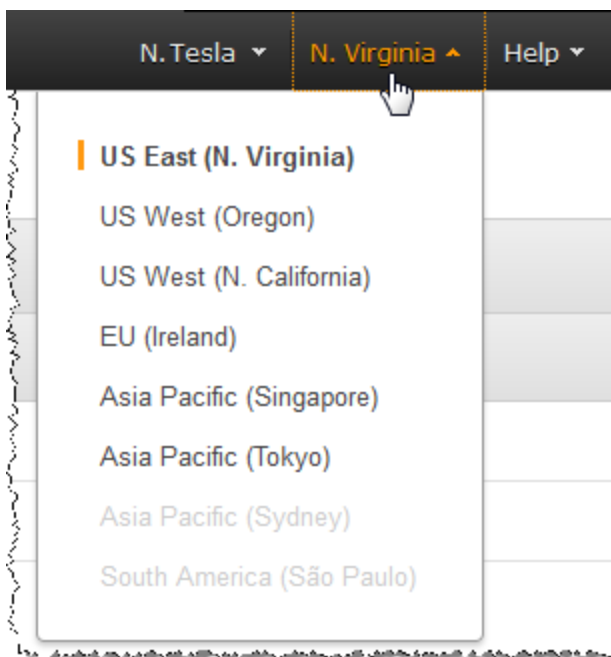 N. Tesla N. Virginia Help
US East (N. Virginia)
US West (Oregon)
US West (N. California)
EU (Ireland)
Asia Pacific (Singapore)
Asia Pacific (Tokyo)
Asia Pacific (Sydney)
South America (São Paulo)